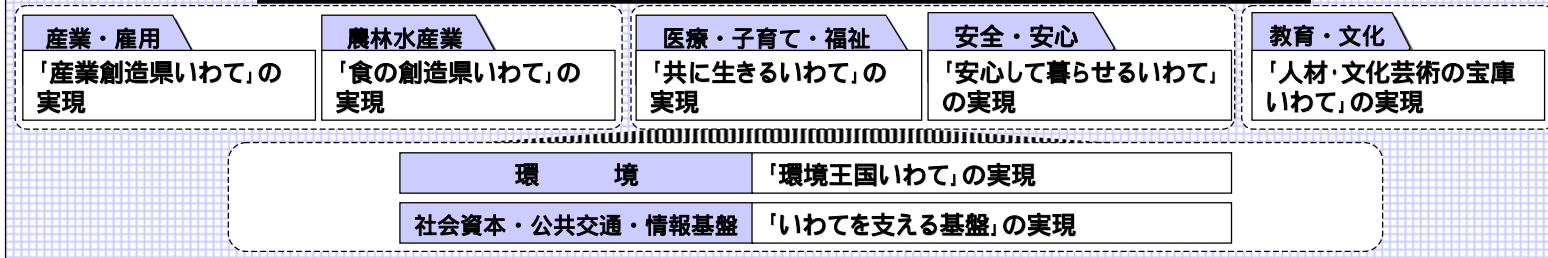 産業・雇用
「産業創造県いわて」の
実現
農林水産業
「食の創造県いわて」の
実現
医療・子育て・福祉
「共に生きるいわて」の
実現
安全・安心
「安心して暮らせるいわて」
の実現
教育・文化
「人材・文化芸術の宝庫
いわて」の実現
環　　境
「環境王国いわて」の実現
社会資本・公共交通・情報基盤
「いわてを支える基盤」の実現